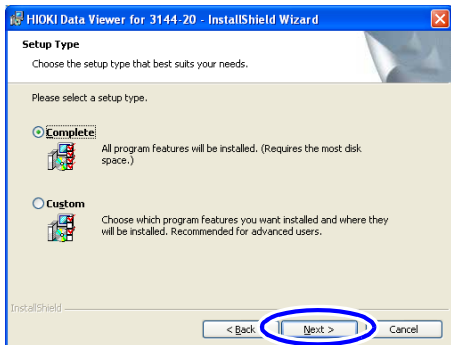 HIOKI Data Viewer for 3144-20 - InstallShield Wizard
Setup Type
Choose the setup type that best suits your needs.
Please select a setup type.
Complete
All program features will be installed. (Requires the most disk
space.)
Custom
Choose which program features you want installed and where they
will be installed. Recommended for advanced users.
InstallShield
< Back Next > Cancel